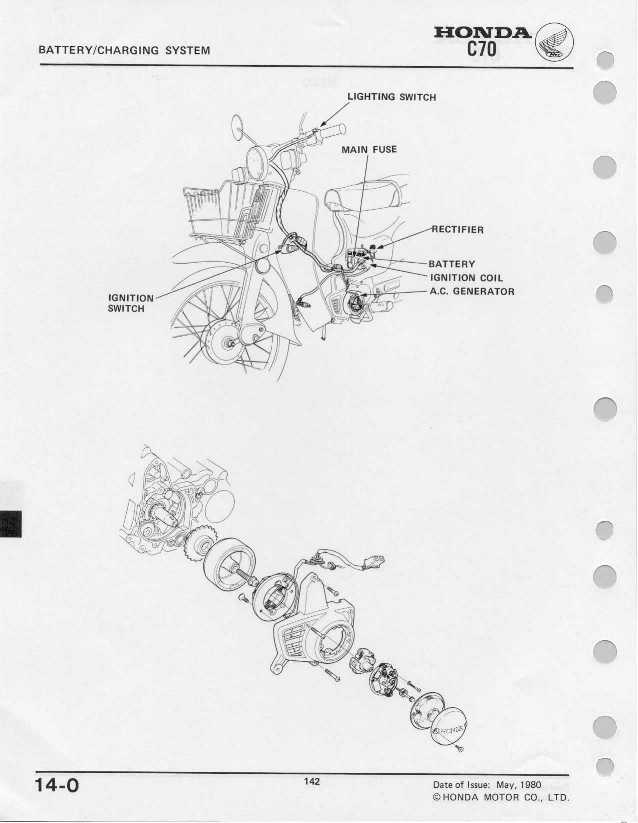 BATTERY/CHARGING SYSTEM
HONDA
C70
LIGHTING SWITCH
MAIN FUSE
RECTIFIER
BATTERY
IGNITION COIL
A.C. GENERATOR
IGNITION
SWITCH
HONDA
14-0
142
Date of Issue: May, 1980
© HONDA MOTOR CO., LTD.